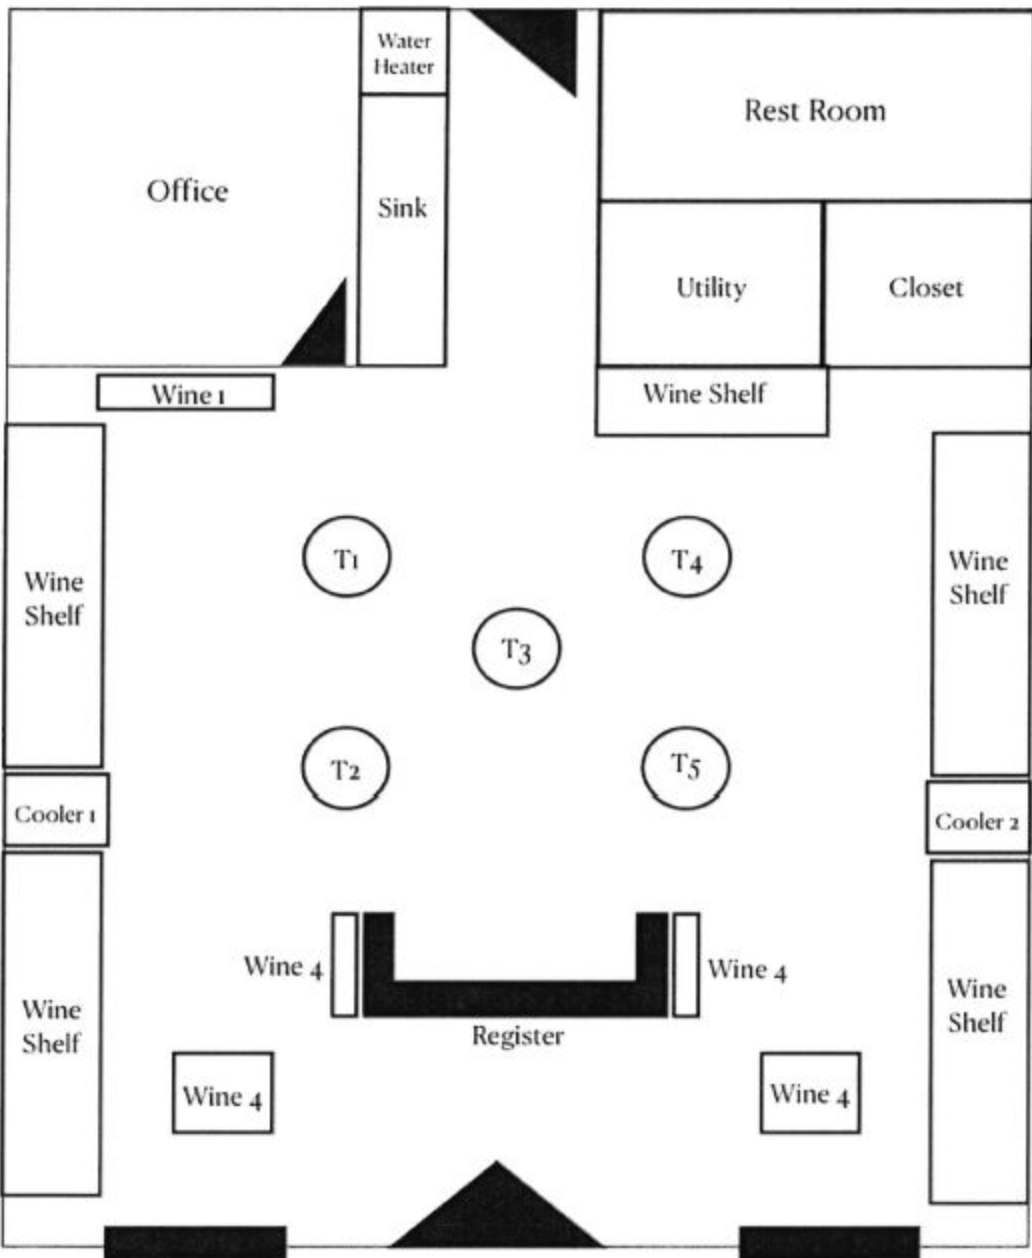 Water
Heater
Rest Room
Office
Sink
Utility
Closet
Wine 1
Wine Shelf
Wine
Shelf
T1
T4
Wine
Shelf
T3
T2
T5
Cooler 1
Cooler 2
Wine 4
Wine 4
Wine
Shelf
Register
Wine
Shelf
Wine 4
Wine 4